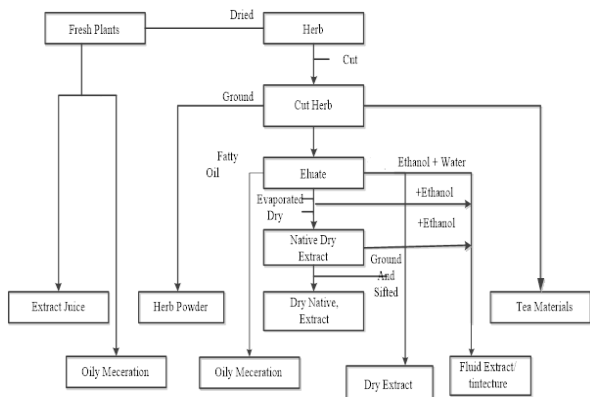 Dried
Fresh Plants
Herb
Cut
Ground
Cut Herb
Fatty
Oil
Ethanol + Water
Eluate
+Ethanol
Evaporated
Dry
+Ethanol
Native Dry
Extract
Ground
And
Sifted
Extract Juice
Herb Powder
Dry Native,
Extract
Tea Materials
Oily Meceration
Oily Meceration
Dry Extract
Fluid Extract/
tintecture